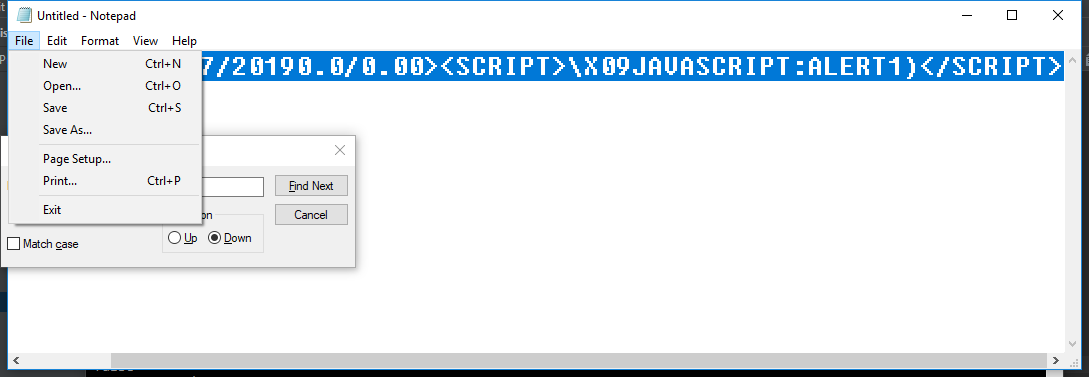 Untitled - Notepad
File Edit Format View Help
7/20190.0/0.00><SCRIPT>\X09JAVASCRIPT:ALERT1)</SCRIPT>
New Ctrl+N
Open... Ctrl+O
Save Ctrl+S
Save As...
Page Setup...
Print... Ctrl+P
Exit
Find Next
Cancel
Up Down
Match case